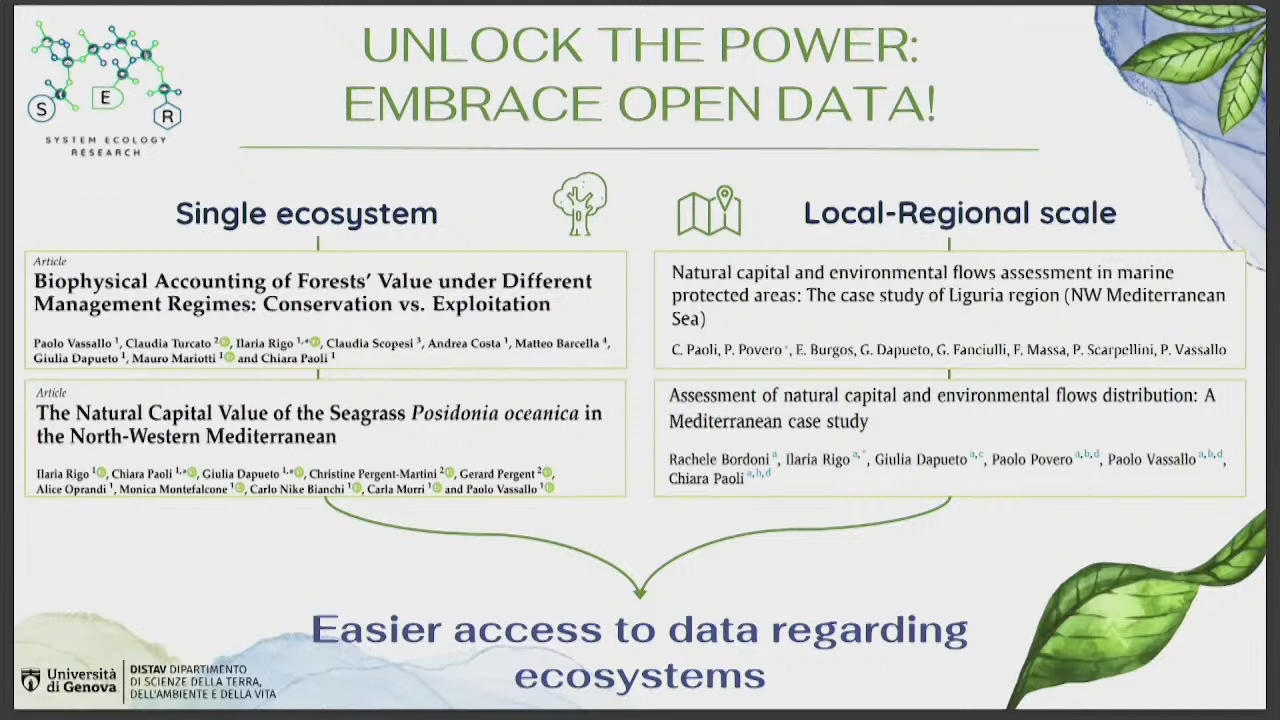 S
E
R
SYSTEM ECOLOGY
RESEARCH
UNLOCK THE POWER:
EMBRACE OPEN DATA!
Single ecosystem
Article
Biophysical Accounting of Forests’ Value under Different
Management Regimes: Conservation vs. Exploitation
Paolo Vassallo 1, Claudia Turcato 2, Ilaria Rigo 1,*, Claudia Scopesi 3, Andrea Costa 1, Matteo Barcella 4,
Giulia Dapueto 1, Mauro Mariotti 1 and Chiara Paoli 1
Article
The Natural Capital Value of the Seagrass Posidonia oceanica in
the North-Western Mediterranean
Ilaria Rigo 1, Chiara Paoli 1,*, Giulia Dapueto 1,*, Christine Pergent-Martini 2, Gerard Pergent 2,
Alice Oprandi 1, Monica Montefalcone 1, Carlo Nike Bianchi 1, Carla Morri 1 and Paolo Vassallo 1
Local-Regional scale
Natural capital and environmental flows assessment in marine
protected areas: The case study of Liguria region (NW Mediterranean
Sea)
C. Paoli, P. Povero *, E. Burgos, G. Dapueto, G. Fanciulli, F. Massa, P. Scarpellini, P. Vassallo
Assessment of natural capital and environmental flows distribution: A
Mediterranean case study
Rachele Bordoni a, Ilaria Rigo a,*, Giulia Dapueto a,c, Paolo Povero a,b,d, Paolo Vassallo a,b,d,
Chiara Paoli a,b,d
Easier access to data regarding
ecosystems
Università
di Genova
DISTAV DIPARTIMENTO
DI SCIENZE DELLA TERRA,
DELL'AMBIENTE E DELLA VITA